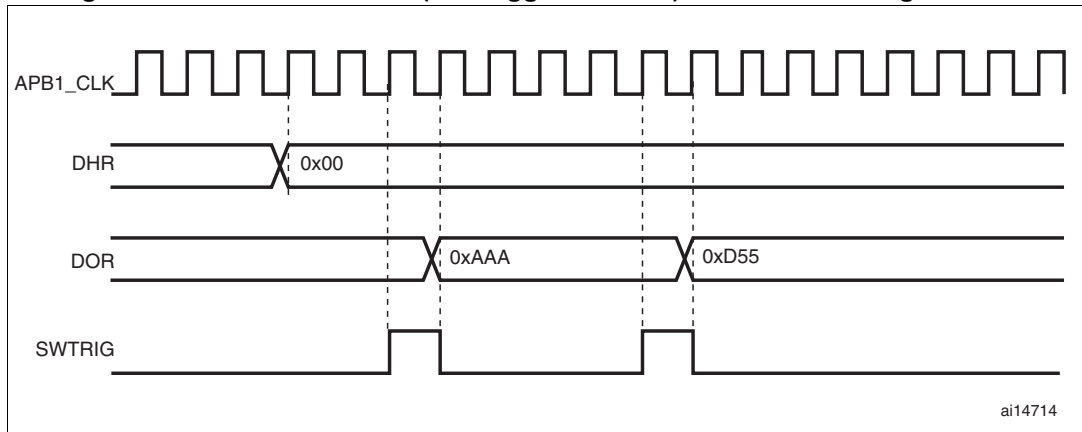 APB1_CLK
DHR
0x00
DOR
0xAAA
0xD55
SWTRIG
ai14714